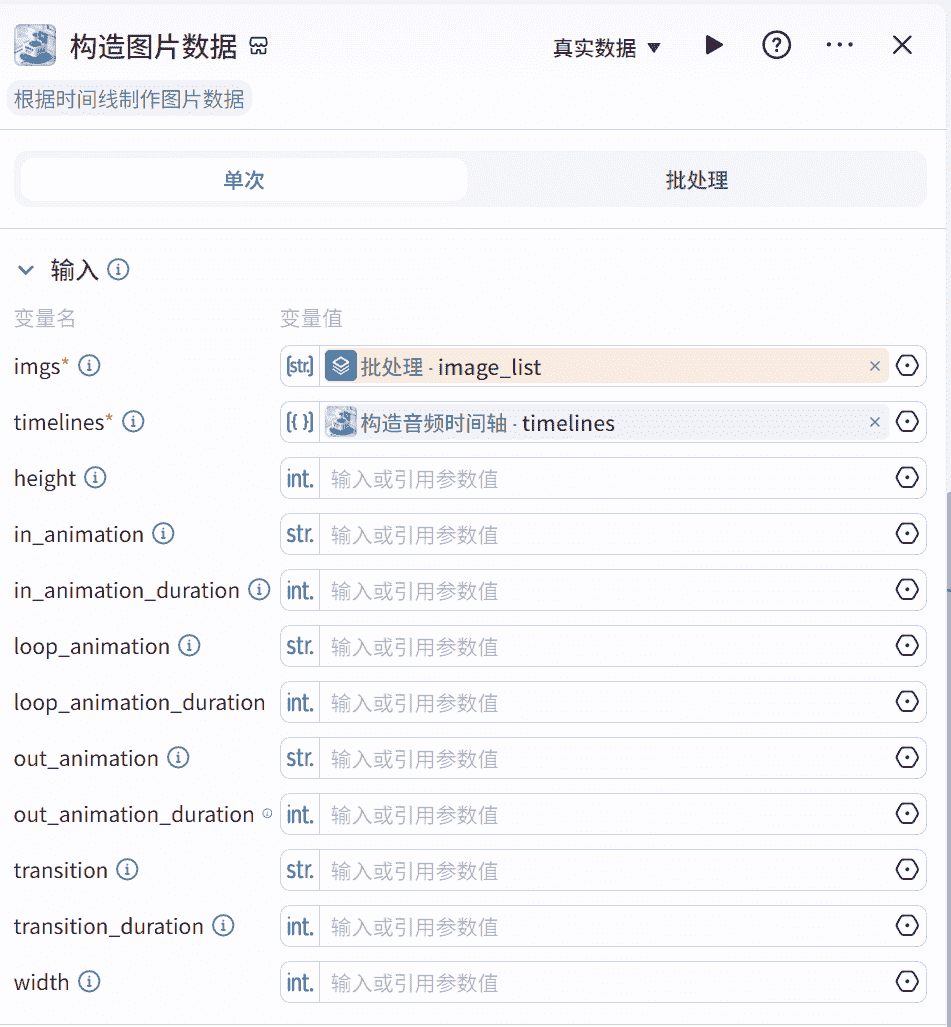 构造图片数据 真实数据
根据时间线制作图片数据
单次 批处理
输入
变量名 变量值
imgs* [str.] 批处理 · image_list
timelines* [{ }] 构造音频时间轴 · timelines
height int. 输入或引用参数值
in_animation str. 输入或引用参数值
in_animation_duration int. 输入或引用参数值
loop_animation str. 输入或引用参数值
loop_animation_duration int. 输入或引用参数值
out_animation str. 输入或引用参数值
out_animation_duration int. 输入或引用参数值
transition str. 输入或引用参数值
transition_duration int. 输入或引用参数值
width int. 输入或引用参数值